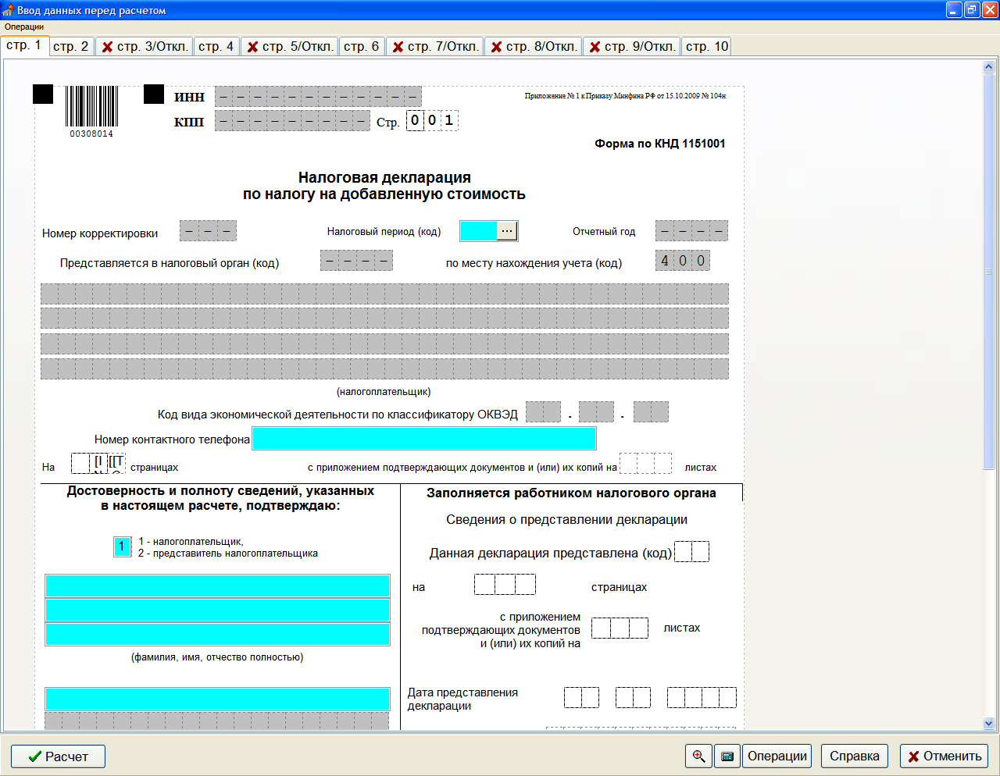 Ввод данных перед расчетом
Операции
стр. 1 стр. 2 стр. 3/Откл. стр. 4 стр. 5/Откл. стр. 6 стр. 7/Откл. стр. 8/Откл. стр. 9/Откл. стр. 10
ИНН – – – – – – – – – – – –
Приложение № 1 к Приказу Минфина РФ от 15.10.2009 № 104н
КПП – – – – – – – – – Стр. 0 0 1
00308014
Форма по КНД 1151001
Налоговая декларация
по налогу на добавленную стоимость
Номер корректировки – – – Налоговый период (код) ... Отчетный год – – – –
Представляется в налоговый орган (код) – – – – по месту нахождения учета (код) 4 0 0
(налогоплательщик)
Код вида экономической деятельности по классификатору ОКВЭД . .
Номер контактного телефона
На страницах с приложением подтверждающих документов и (или) их копий на листах
Достоверность и полноту сведений, указанных
в настоящем расчете, подтверждаю:
1 1 - налогоплательщик,
2 - представитель налогоплательщика
(фамилия, имя, отчество полностью)
Заполняется работником налогового органа
Сведения о представлении декларации
Данная декларация представлена (код)
на страницах
с приложением
подтверждающих документов
и (или) их копий на листах
Дата представления
декларации
Расчет Операции Справка Отменить